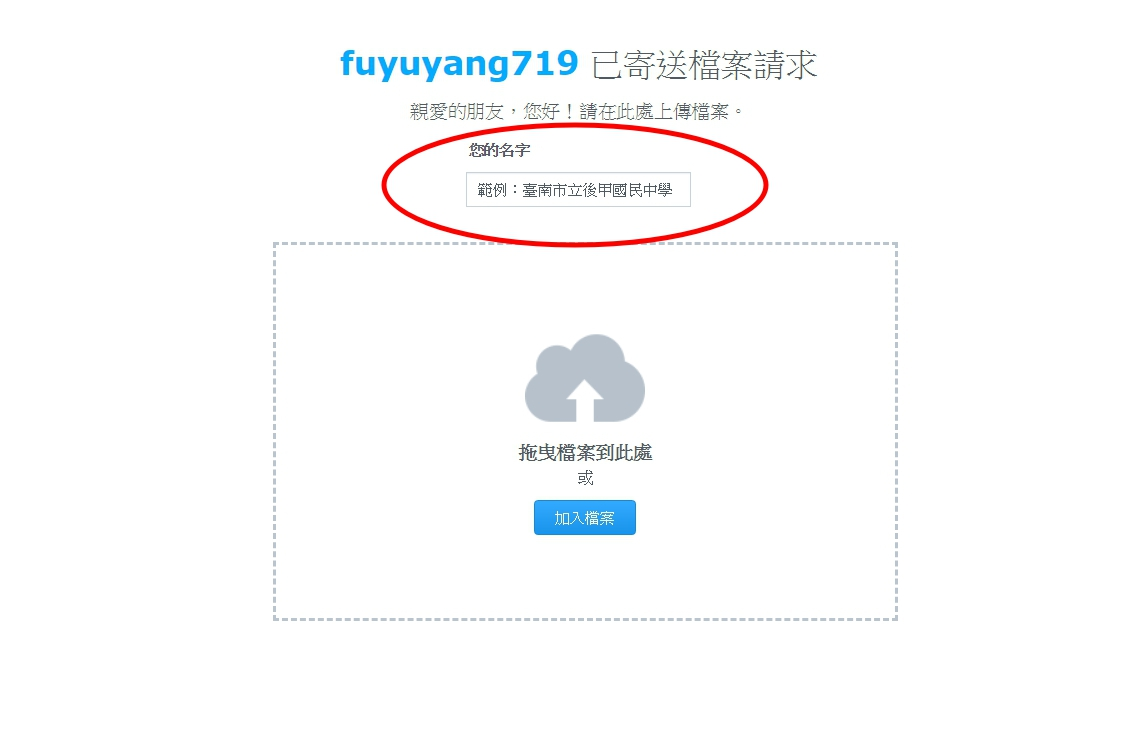 fuyuyang719 已寄送檔案請求
親愛的朋友，您好！請在此處上傳檔案。
您的名字
範例：臺南市立後甲國民中學
拖曳檔案到此處
或
加入檔案